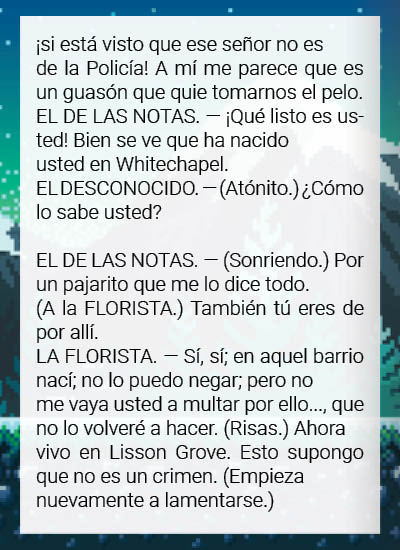 ¡si está visto que ese señor no es
de la Policía! A mí me parece que es
un guasón que quie tomarnos el pelo.
EL DE LAS NOTAS. — ¡Qué listo es us-
ted! Bien se ve que ha nacido
usted en Whitechapel.
EL DESCONOCIDO. — (Atónito.) ¿Cómo
lo sabe usted?

EL DE LAS NOTAS. — (Sonriendo.) Por
un pajarito que me lo dice todo.
(A la FLORISTA.) También tú eres de
por allí.
LA FLORISTA. — Sí, sí; en aquel barrio
nací; no lo puedo negar; pero no
me vaya usted a multar por ello..., que
no lo volveré a hacer. (Risas.) Ahora
vivo en Lisson Grove. Esto supongo
que no es un crimen. (Empieza
nuevamente a lamentarse.)